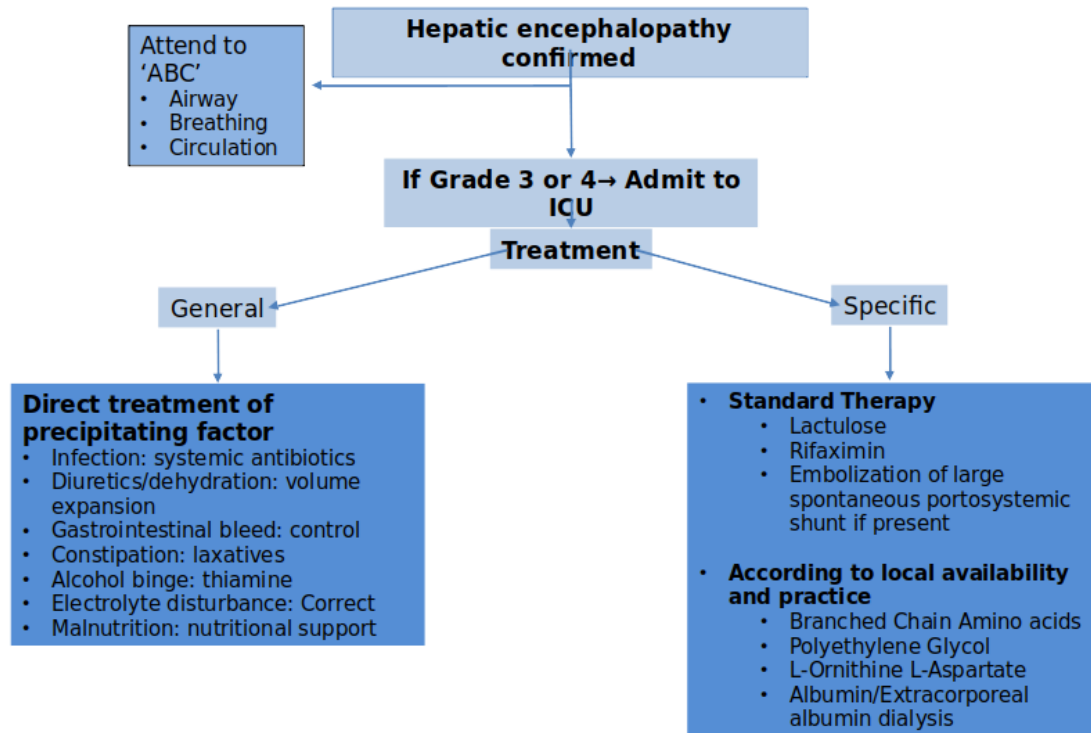 Hepatic encephalopathy
confirmed
Attend to
‘ABC’
• Airway
• Breathing
• Circulation
If Grade 3 or 4→ Admit to
ICU
Treatment
General
Specific
Direct treatment of
precipitating factor
• Infection: systemic antibiotics
• Diuretics/dehydration: volume
expansion
• Gastrointestinal bleed: control
• Constipation: laxatives
• Alcohol binge: thiamine
• Electrolyte disturbance: Correct
• Malnutrition: nutritional support
• Standard Therapy
• Lactulose
• Rifaximin
• Embolization of large
spontaneous portosystemic
shunt if present
• According to local availability
and practice
• Branched Chain Amino acids
• Polyethylene Glycol
• L-Ornithine L-Aspartate
• Albumin/Extracorporeal
albumin dialysis